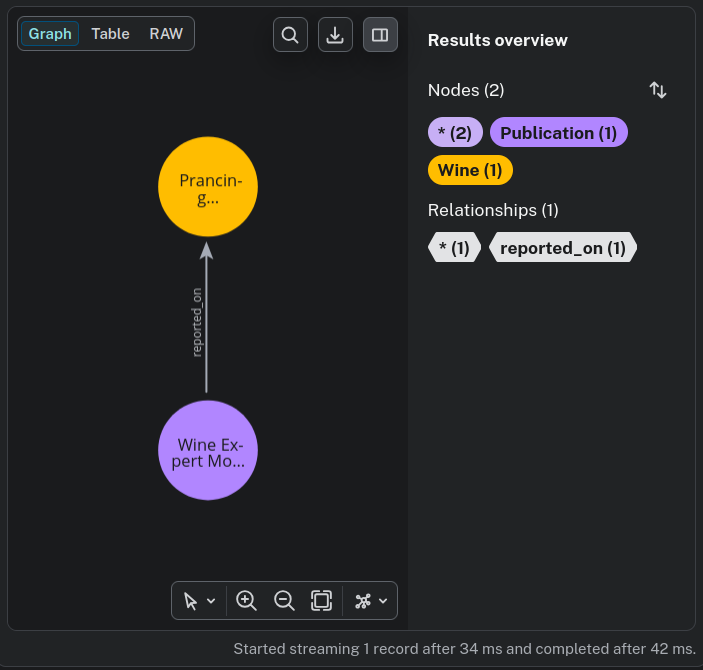 Graph Table RAW
Results overview
Nodes (2)
* (2) Publication (1)
Wine (1)
Relationships (1)
* (1) reported_on (1)
Prancin-
g...
reported_on
Wine Ex-
pert Mo...
Started streaming 1 record after 34 ms and completed after 42 ms.